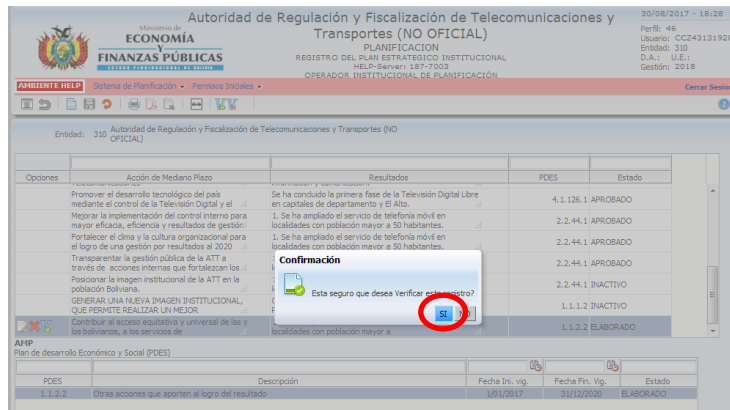 Ministerio de
ECONOMÍA
Y
FINANZAS PÚBLICAS
ESTADO PLURINACIONAL DE BOLIVIA
Autoridad de Regulación y Fiscalización de Telecomunicaciones y
Transportes (NO OFICIAL)
PLANIFICACION
REGISTRO DEL PLAN ESTRATEGICO INSTITUCIONAL
HELP-Server: 187-7003
OPERADOR INSTITUCIONAL DE PLANIFICACIÓN
30/08/2017 - 18:28
Perfil: 46
Usuario: CCZ43131920
Entidad: 310
D.A.: U.E.:
Gestión: 2018
AMBIENTE HELP Sistema de Planificación Permisos Iniciales Cerrar Sesion
Entidad: 310 Autoridad de Regulación y Fiscalización de Telecomunicaciones y Transportes (NO
OFICIAL)
Opciones Acción de Mediano Plazo Resultados PDES Estado
Promover el desarrollo tecnológico del país
mediante el control de la Televisión Digital y el
Se ha concluido la primera fase de la Televisión Digital Libre
en capitales de departamento y El Alto.
4.1.126.1 APROBADO
Mejorar la implementación del control interno para
mayor eficacia, eficiencia y resultados de gestión
1. Se ha ampliado el servicio de telefonía móvil en
localidades con población mayor a 50 habitantes.
2.2.44.1 APROBADO
Fortalecer el clima y la cultura organizacional para
el logro de una gestión por resultados al 2020
1. Se ha ampliado el servicio de telefonía móvil en
localidades con población mayor a 50 habitantes.
2.2.44.1 APROBADO
Transparentar la gestión pública de la ATT a
través de acciones internas que fortalezcan los
2.2.44.1 APROBADO
Posicionar la imagen institucional de la ATT en la
población Boliviana.
2.2.44.1 INACTIVO
GENERAR UNA NUEVA IMAGEN INSTITUCIONAL,
QUE PERMITE REALIZAR UN MEJOR
1.1.1.2 INACTIVO
Contribuir al acceso equitativo y universal de las y
los bolivianos, a los servicios de
localidades con población mayor a
1.1.2.2 ELABORADO
Confirmación
Esta seguro que desea Verificar este registro?
SI NO
AMP
Plan de desarrollo Económico y Social (PDES)
PDES Descripción Fecha Ini. vig. Fecha Fin. Vig. Estado
1.1.2.2 Otras acciones que aporten al logro del resultado 1/01/2017 31/12/2020 ELABORADO